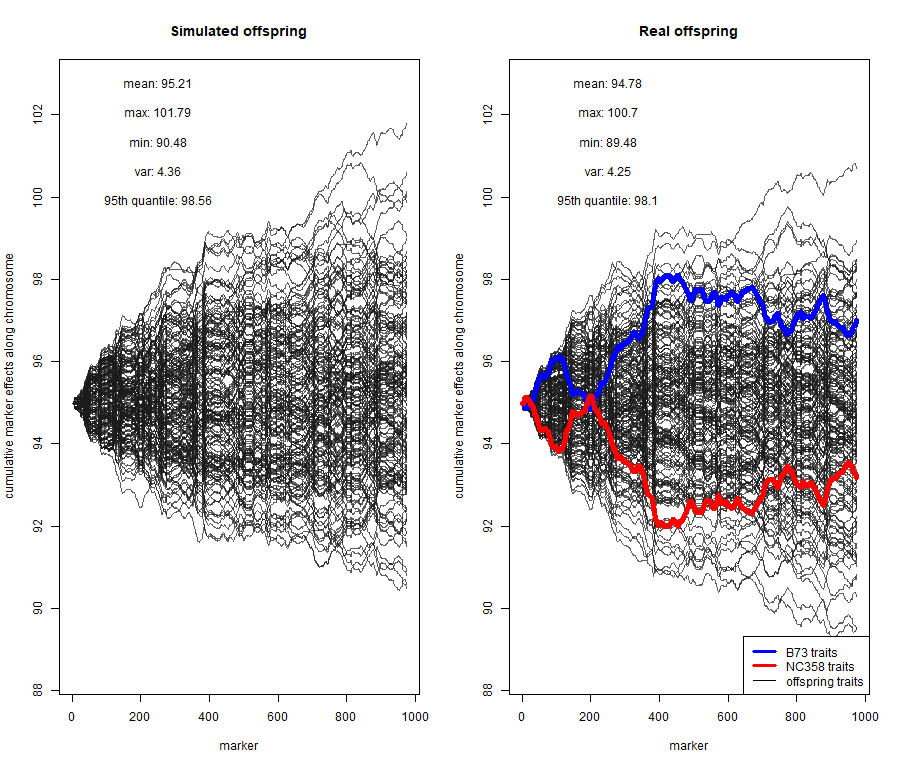 Simulated offspring
mean: 95.21
max: 101.79
min: 90.48
var: 4.36
95th quantile: 98.56
cumulative marker effects along chromosome
88
90
92
94
96
98
100
102
0
200
400
600
800
1000
marker
Real offspring
mean: 94.78
max: 100.7
min: 89.48
var: 4.25
95th quantile: 98.1
cumulative marker effects along chromosome
88
90
92
94
96
98
100
102
B73 traits
NC358 traits
offspring traits
0
200
400
600
800
1000
marker